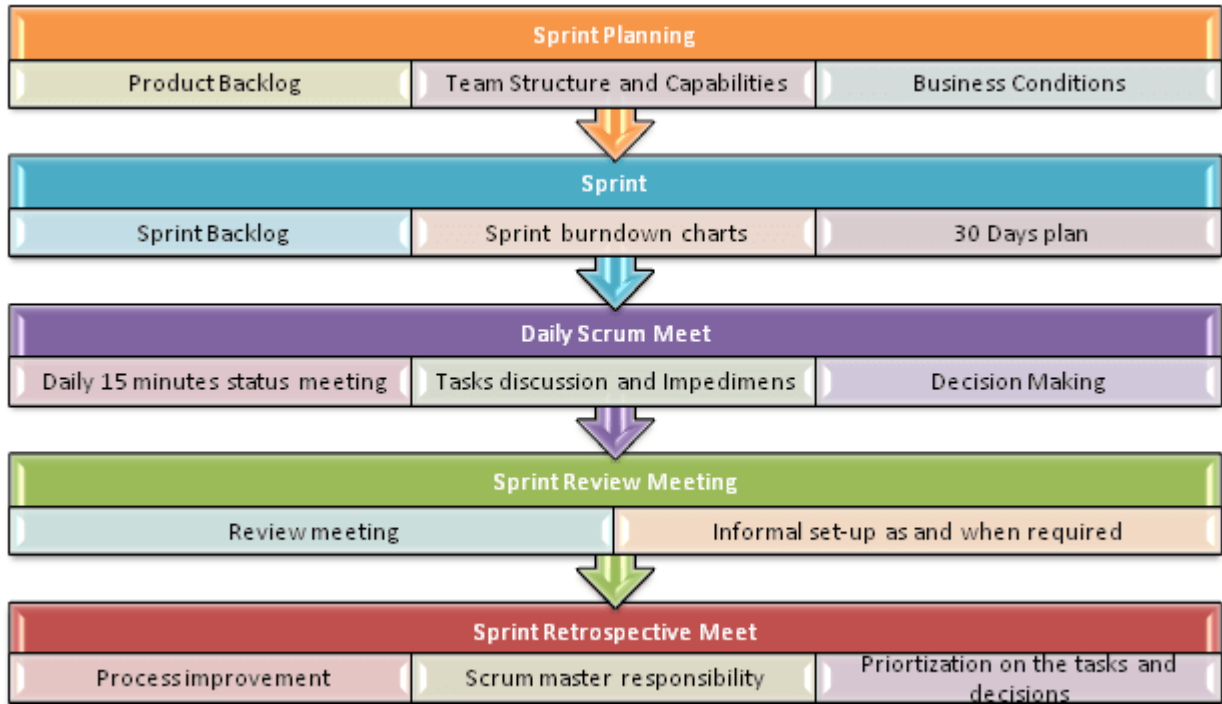 Sprint Planning
Product Backlog
Team Structure and Capabilities
Business Conditions
Sprint
Sprint Backlog
Sprint burndown charts
30 Days plan
Daily Scrum Meet
Daily 15 minutes status meeting
Tasks discussion and Impedimens
Decision Making
Sprint Review Meeting
Review meeting
Informal set-up as and when required
Sprint Retrospective Meet
Process improvement
Scrum master responsibility
Priortization on the tasks and
decisions